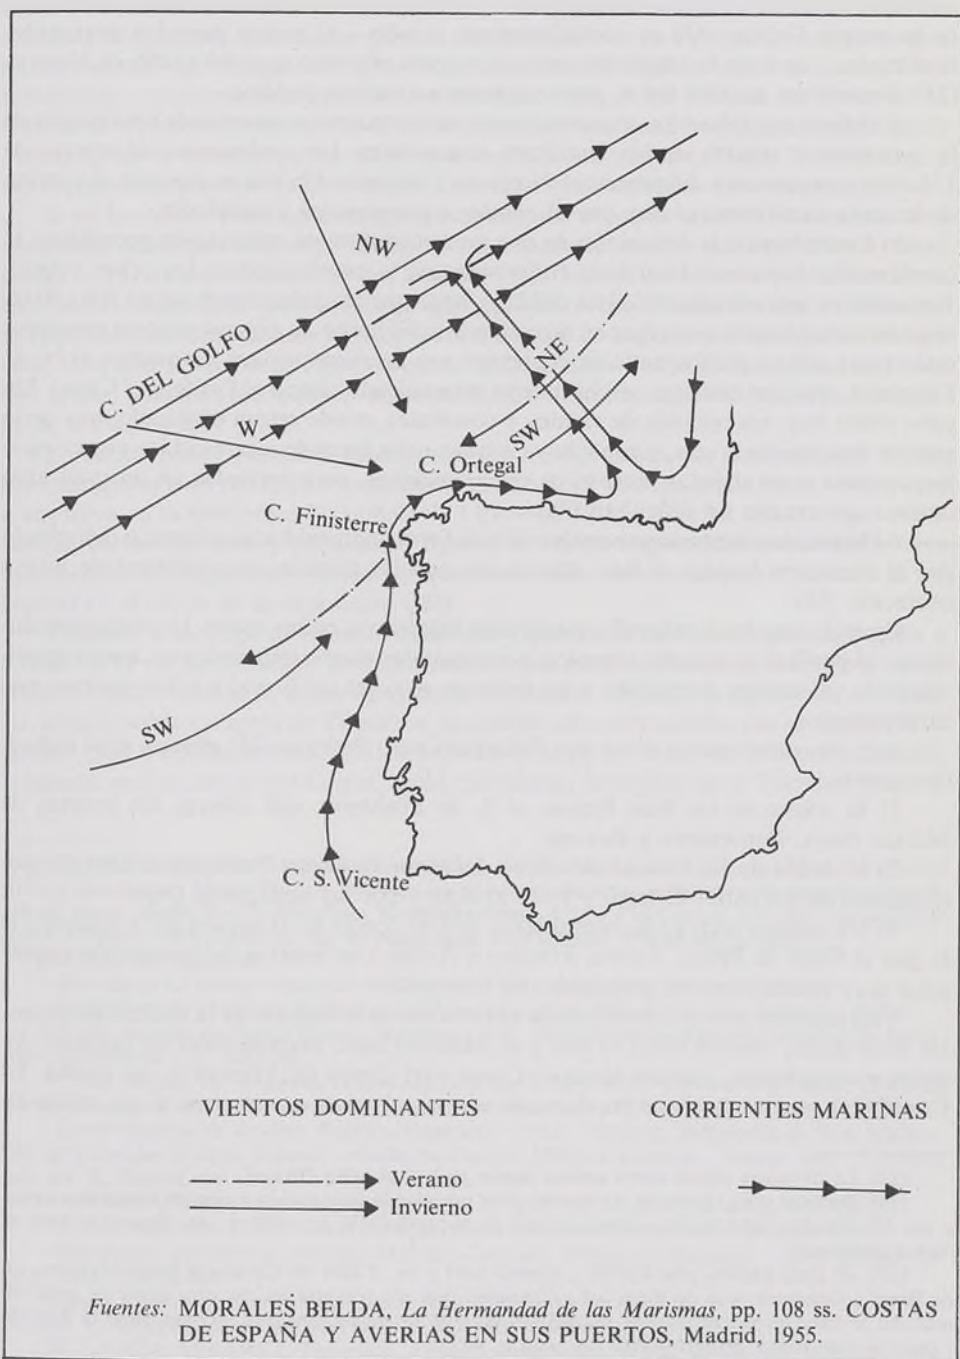 NW
C. DEL GOLFO
NE
W
SW
C. Ortegal
C. Finisterre
SW
C. S. Vicente
VIENTOS DOMINANTES
CORRIENTES MARINAS
Verano
Invierno
Fuentes: MORALES BELDA, La Hermandad de las Marismas, pp. 108 ss. COSTAS
DE ESPAÑA Y AVERIAS EN SUS PUERTOS, Madrid, 1955.